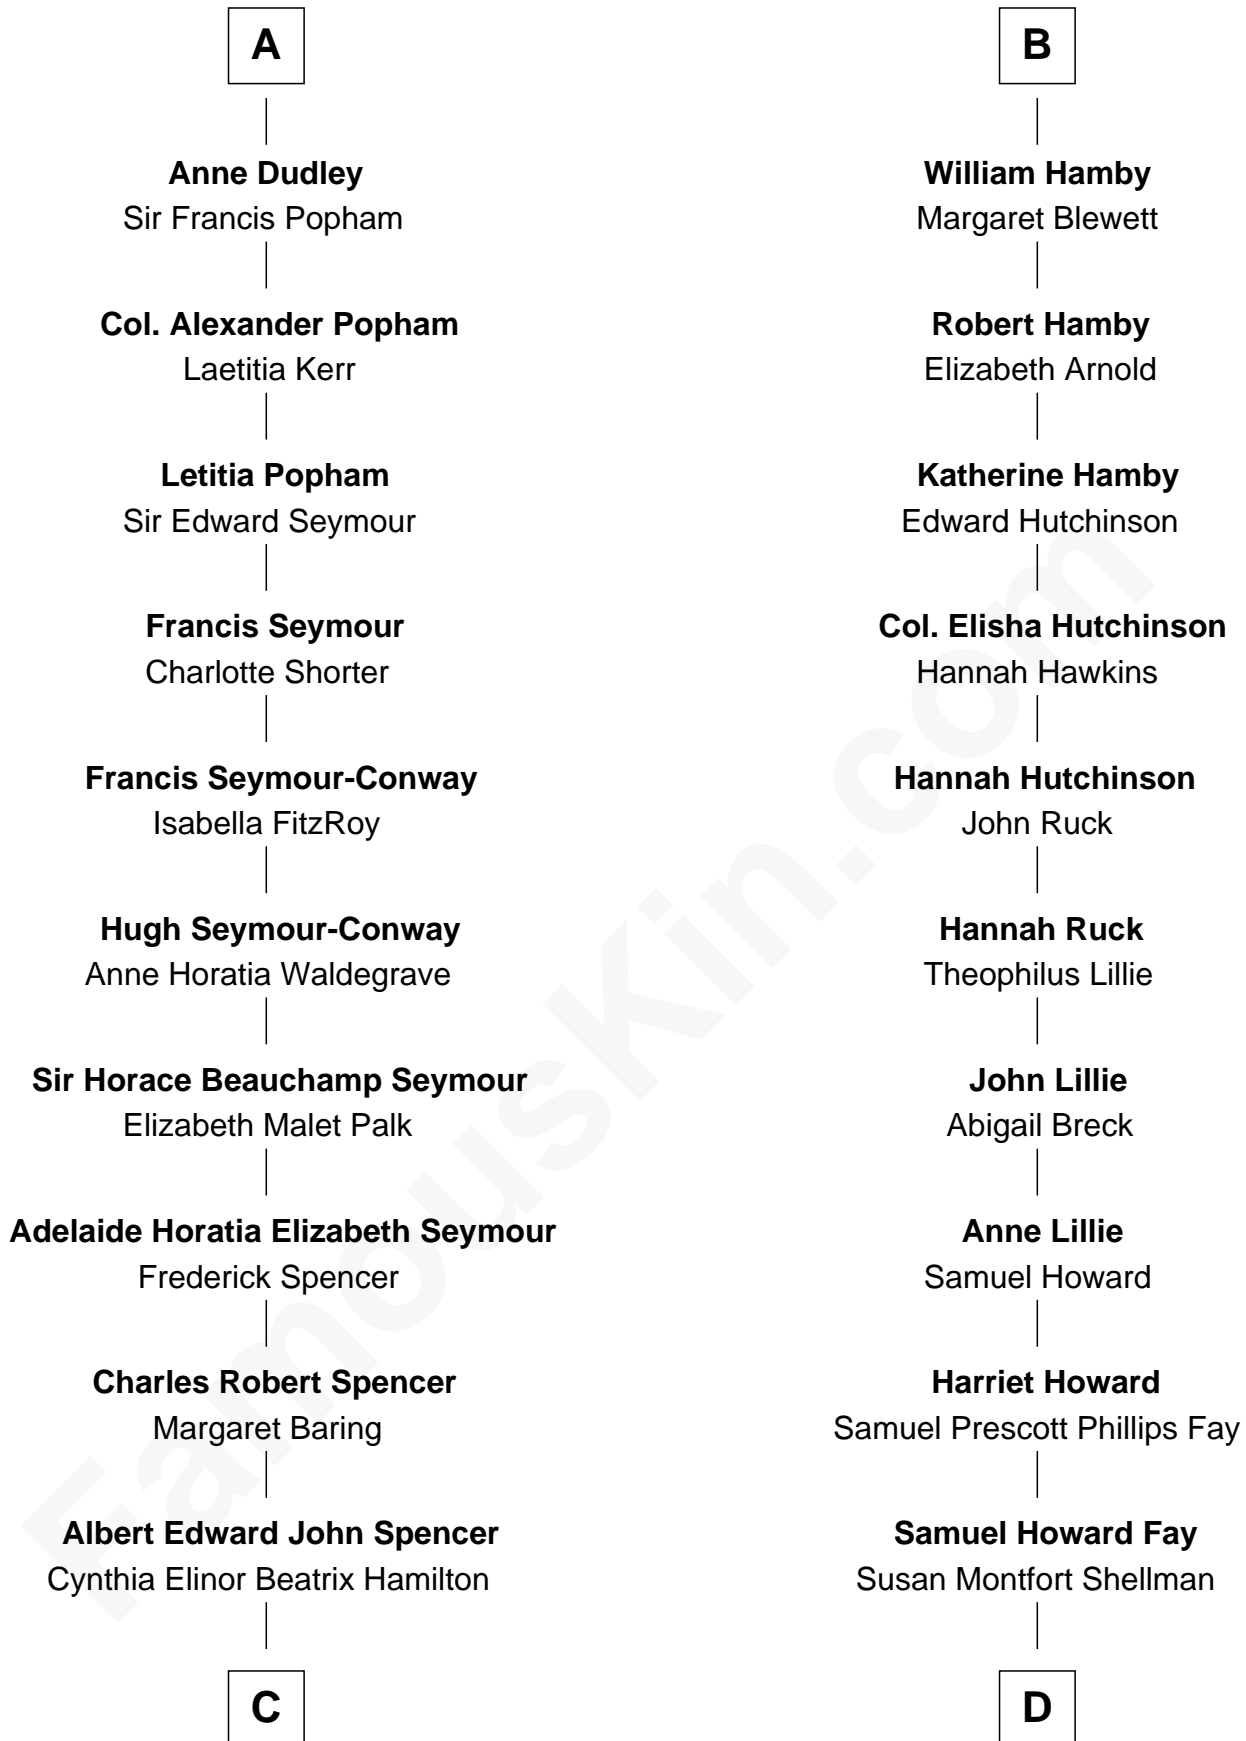 A
Anne Dudley
Sir Francis Popham
Col. Alexander Popham
Laetitia Kerr
Letitia Popham
Sir Edward Seymour
Francis Seymour
Charlotte Shorter
Francis Seymour-Conway
Isabella FitzRoy
Hugh Seymour-Conway
Anne Horatia Waldegrave
Sir Horace Beauchamp Seymour
Elizabeth Malet Palk
Adelaide Horatia Elizabeth Seymour
Frederick Spencer
Charles Robert Spencer
Margaret Baring
Albert Edward John Spencer
Cynthia Elinor Beatrix Hamilton
C
B
William Hamby
Margaret Blewett
Robert Hamby
Elizabeth Arnold
Katherine Hamby
Edward Hutchinson
Col. Elisha Hutchinson
Hannah Hawkins
Hannah Hutchinson
John Ruck
Hannah Ruck
Theophilus Lillie
John Lillie
Abigail Breck
Anne Lillie
Samuel Howard
Harriet Howard
Samuel Prescott Phillips Fay
Samuel Howard Fay
Susan Montfort Shellman
D
FamousKin.com